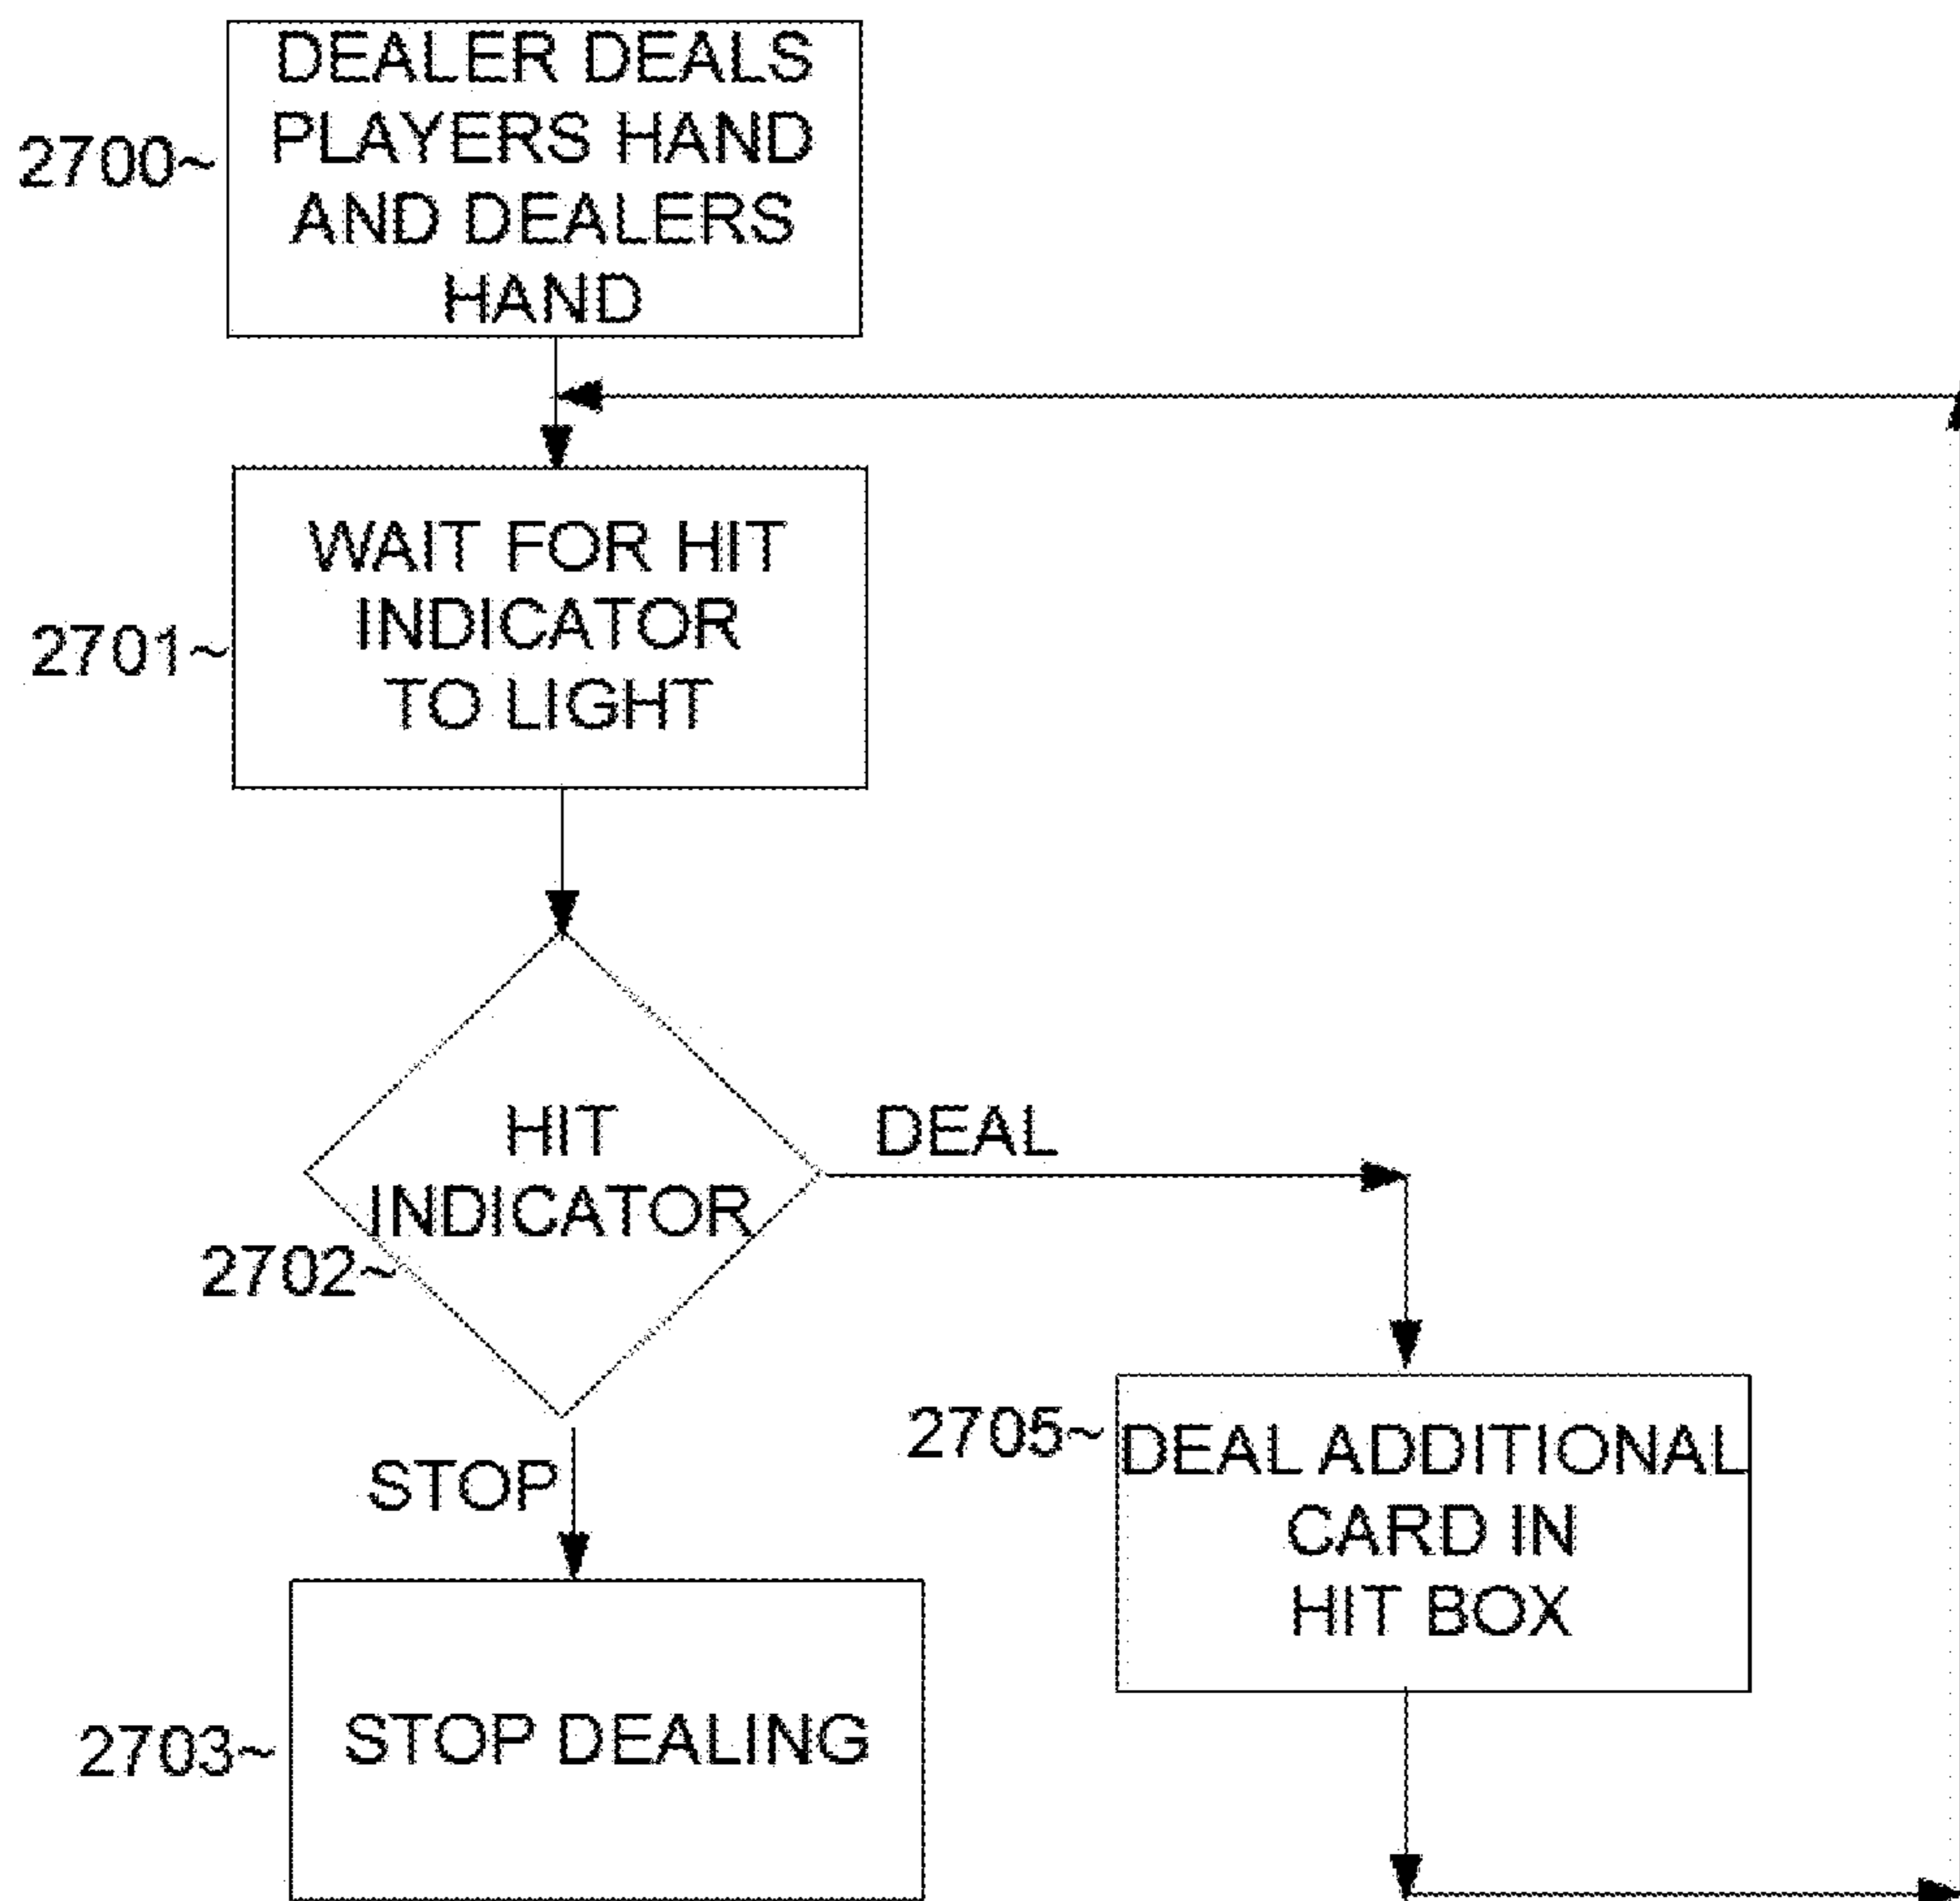 DEALER DEALS
PLAYERS HAND
AND DEALERS
HAND
2700~
WAIT FOR HIT
INDICATOR
TO LIGHT
2701~
HIT
INDICATOR
2702~
DEAL
STOP
2705~
DEAL ADDITIONAL
CARD IN
HIT BOX
2703~
STOP DEALING